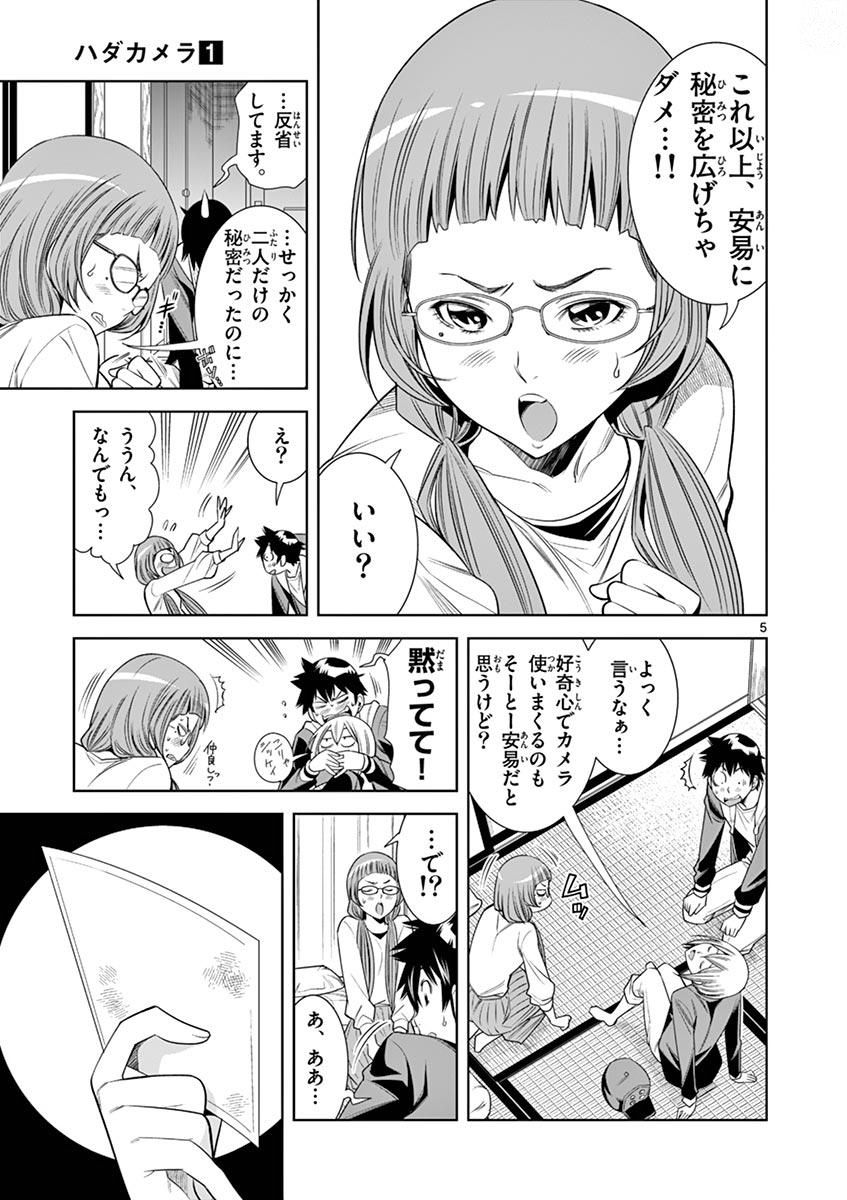 ハダカメラ1
これ以上、安易に
秘密を広げちゃ
ダメ…!!
いい?
…反省
してます。
…せっかく
二人だけの
秘密だったのに…
え?
ううん、
なんでもっ…
5
よっく
言うなぁ…
好奇心でカメラ
使いまくるのも
そーとー安易だと
思うけど?
ムッ
黙ってて!
仲良しっ?
…で!?
あ、ああ…